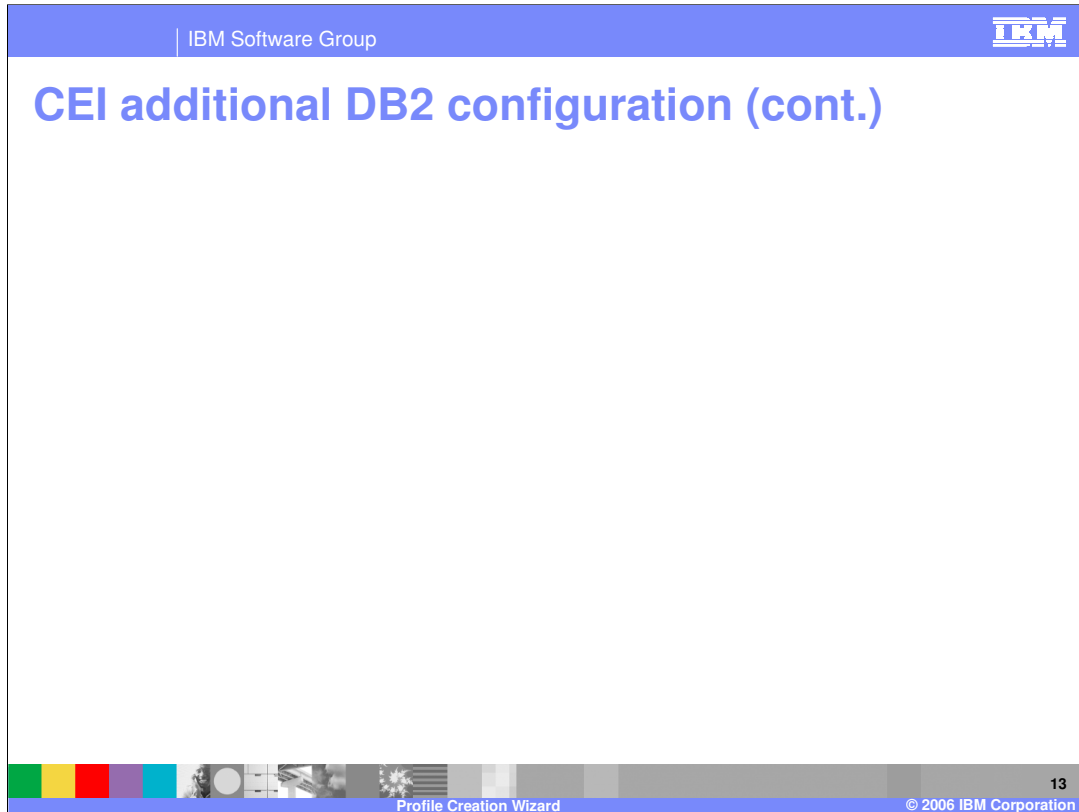 IBM Software Group
IBM
CEI additional DB2 configuration (cont.)
13
Profile Creation Wizard
© 2006 IBM Corporation